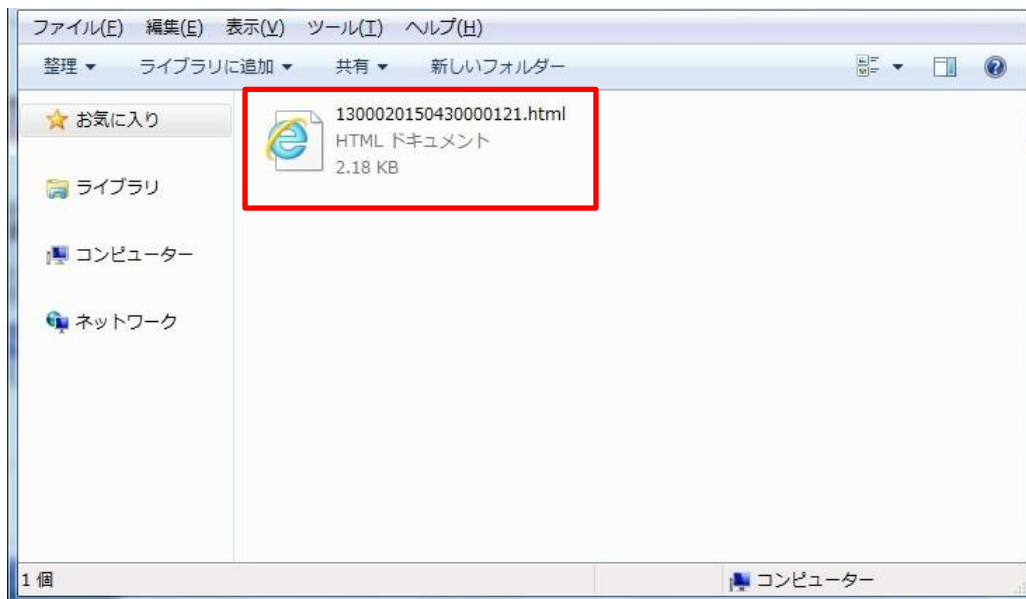 ファイル(F) 編集(E) 表示(V) ツール(T) ヘルプ(H)
整理 ライブラリに追加 共有 新しいフォルダー
お気に入り
ライブラリ
コンピューター
ネットワーク
1300020150430000121.html
HTML ドキュメント
2.18 KB
1 個
コンピューター